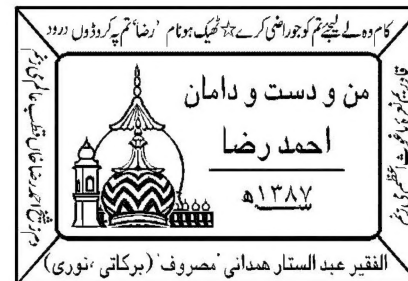 کام وہ لے لیجئے تم کو جو راضی کرے ☆ ٹھیک ہو نام 'رضا' تم پہ کروڑوں درود
من و دست و دامان
احمد رضا
۱۳۸۷ھ
الفقیر عبد الستار ھمدانی 'مصروف' (برکاتی ، نوری)